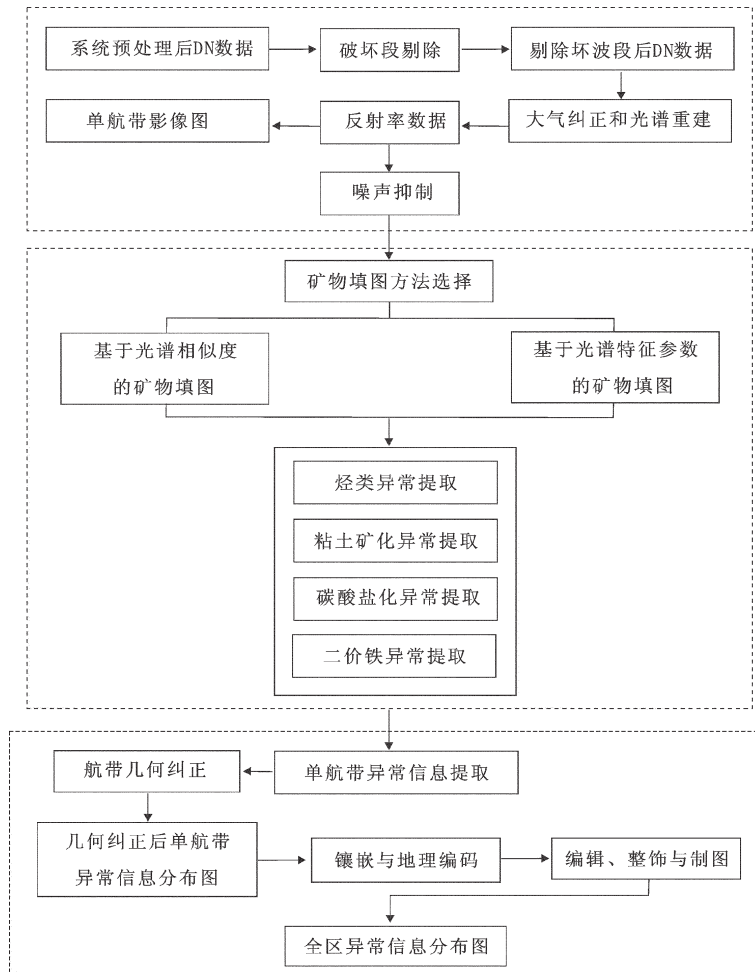 系统预处理后DN数据
破坏段剔除
剔除坏波段后DN数据
单航带影像图
反射率数据
大气纠正和光谱重建
噪声抑制
矿物填图方法选择
基于光谱相似度
的矿物填图
基于光谱特征参数
的矿物填图
烃类异常提取
粘土矿化异常提取
碳酸盐化异常提取
二价铁异常提取
航带几何纠正
单航带异常信息提取
几何纠正后单航带
异常信息分布图
镶嵌与地理编码
编辑、整饰与制图
全区异常信息分布图